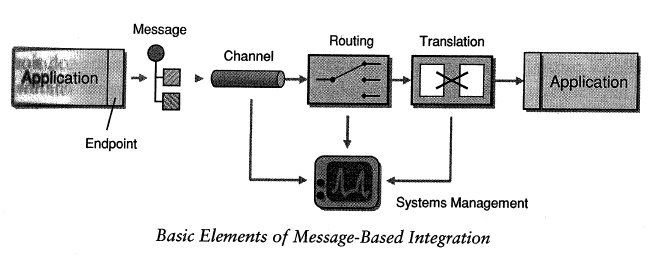 Message
Channel
Routing
Translation
Application
Application
Endpoint
Systems Management
Basic Elements of Message-Based Integration